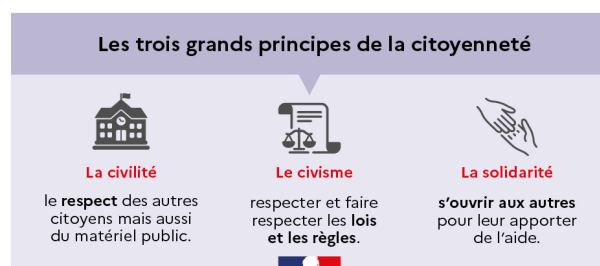 Les trois grands principes de la citoyenneté
La civilité
le respect des autres
citoyens mais aussi
du matériel public.
Le civisme
respecter et faire
respecter les lois
et les règles.
La solidarité
s’ouvrir aux autres
pour leur apporter
de l’aide.